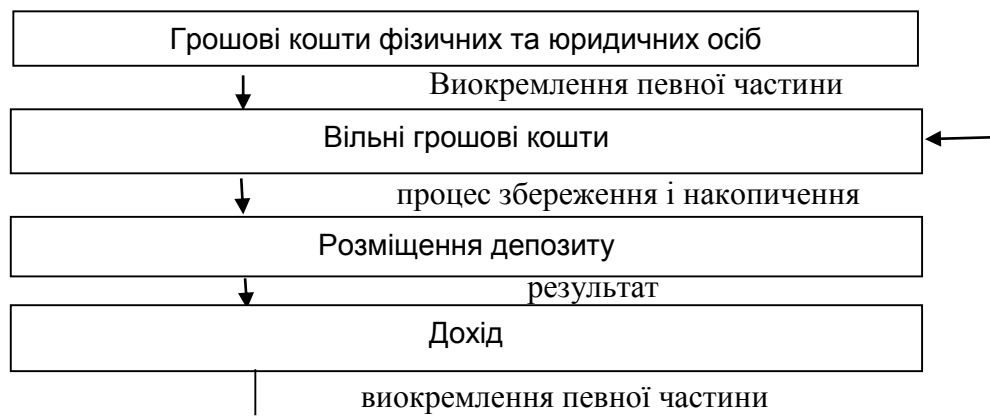 Грошові кошти фізичних та юридичних осіб
Виокремлення певної частини
Вільні грошові кошти
процес збереження і накопичення
Розміщення депозиту
результат
Дохід
виокремлення певної частини